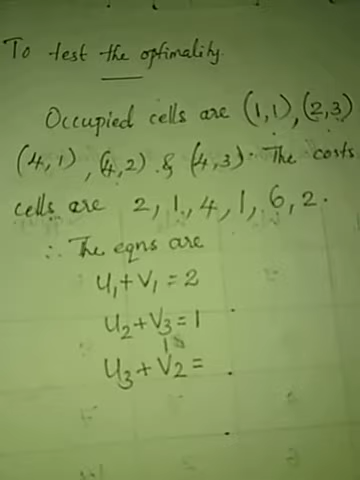 To test the optimality.
Occupied cells are (1,1), (2,3)
(4,1), (4,2) & (4,3). The costs
cells are 2, 1, 4, 1, 6, 2.
∴ The eqns are
U₁+V₁=2
U₂+V₃=1
U₃+V₂=